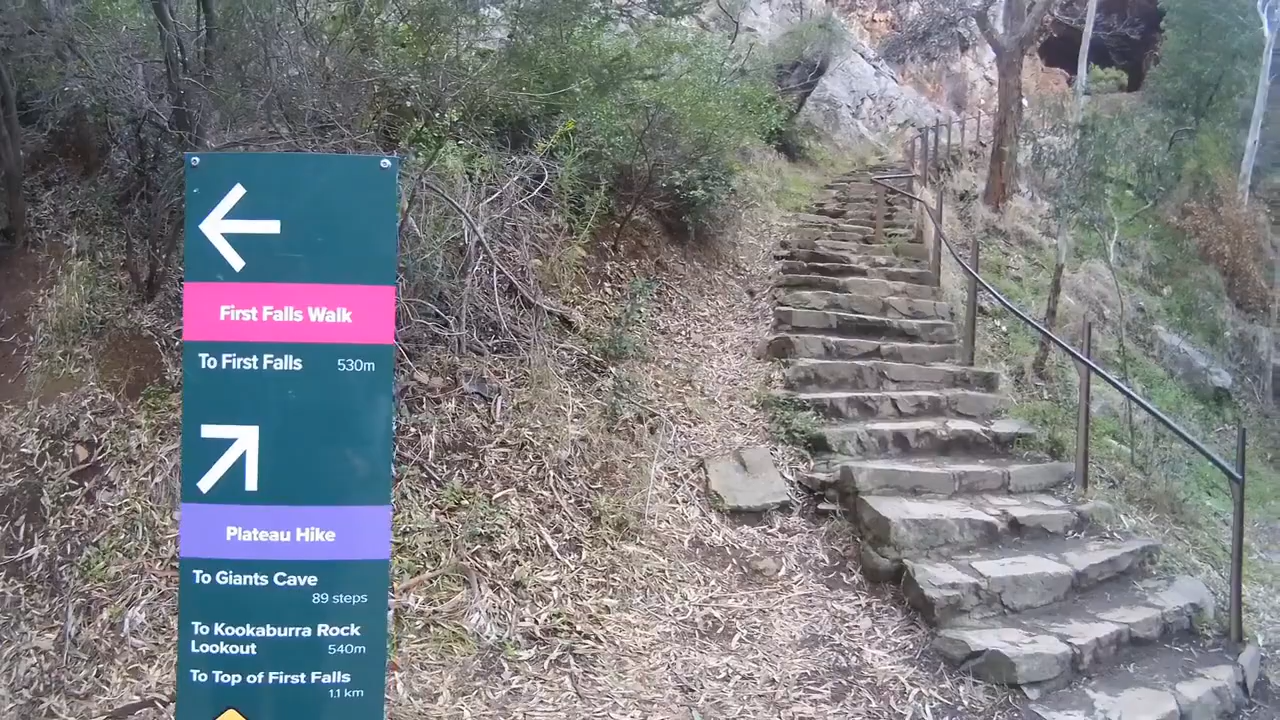 First Falls Walk
To First Falls 530m
Plateau Hike
To Giants Cave
89 steps
To Kookaburra Rock
Lookout 540m
To Top of First Falls
1.1 km